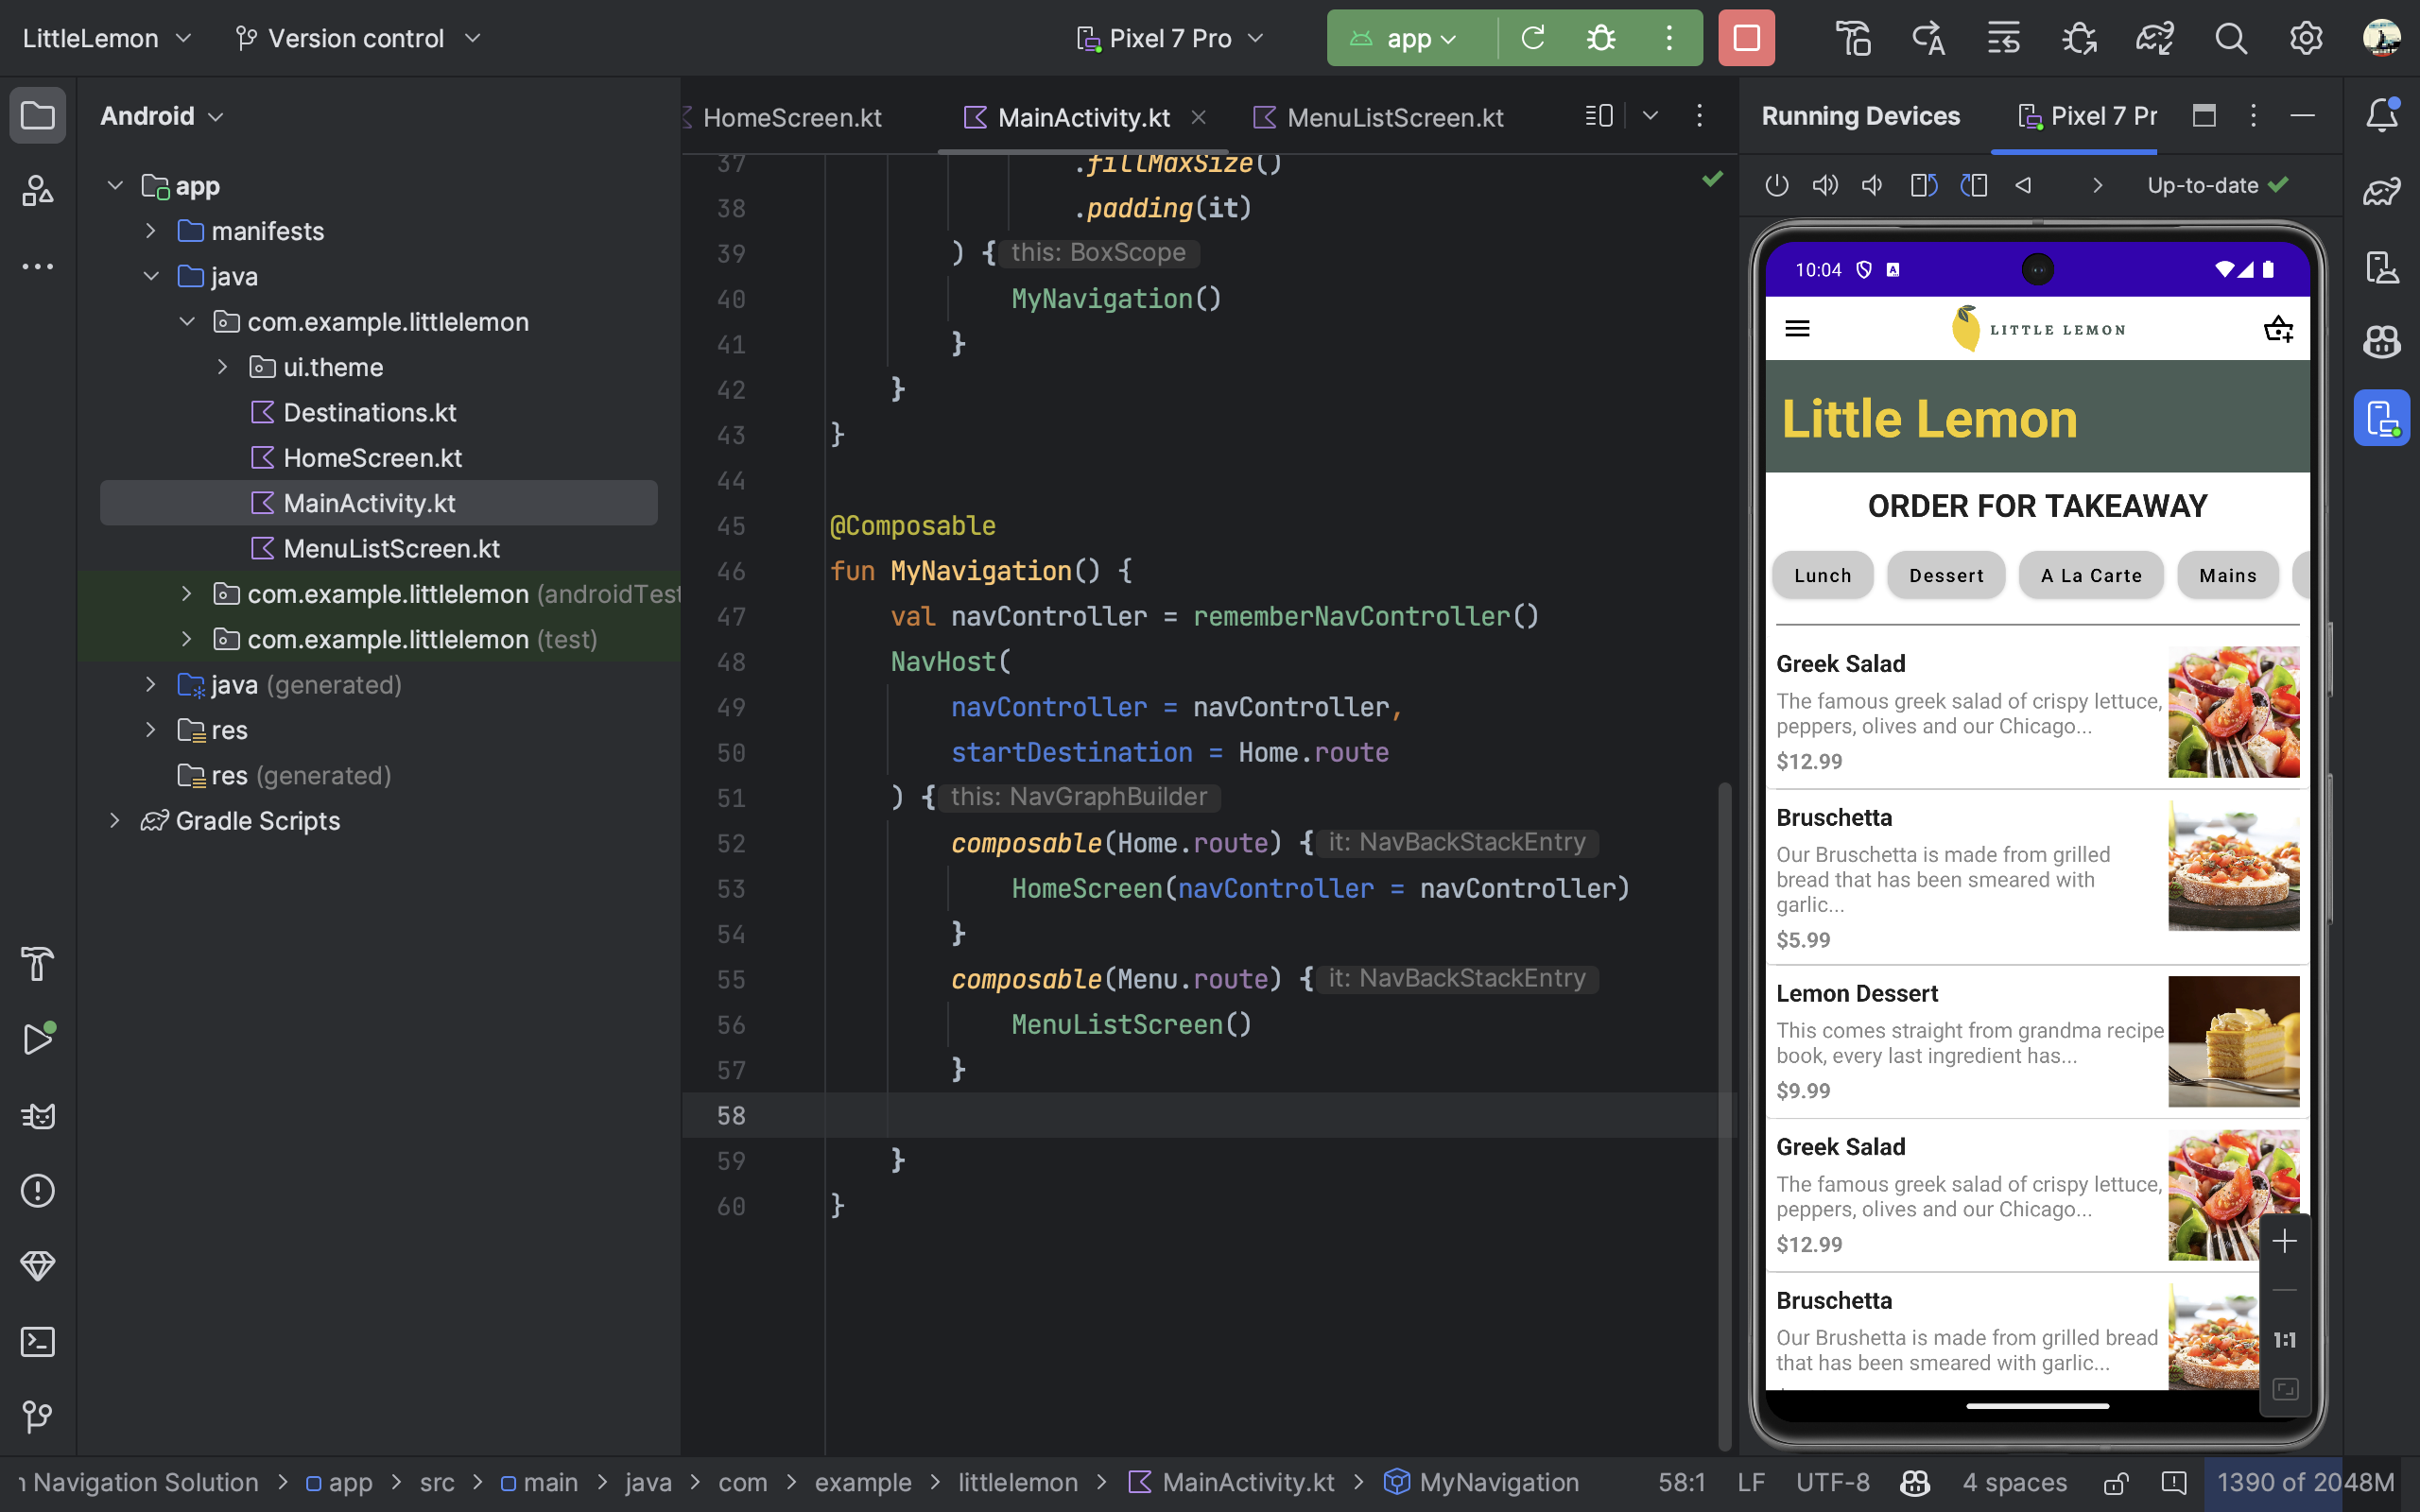 LittleLemon
Version control
Pixel 7 Pro
app
Android
app
manifests
java
com.example.littlelemon
ui.theme
Destinations.kt
HomeScreen.kt
MainActivity.kt
MenuListScreen.kt
com.example.littlelemon (androidTest
com.example.littlelemon (test)
java (generated)
res
res (generated)
Gradle Scripts
HomeScreen.kt
MainActivity.kt
MenuListScreen.kt
37 .fillMaxSize()
38 .padding(it)
39 ) { this: BoxScope
40 MyNavigation()
41 }
42 }
43 }
44
45 @Composable
46 fun MyNavigation() {
47 val navController = rememberNavController()
48 NavHost(
49 navController = navController,
50 startDestination = Home.route
51 ) { this: NavGraphBuilder
52 composable(Home.route) { it: NavBackStackEntry
53 HomeScreen(navController = navController)
54 }
55 composable(Menu.route) { it: NavBackStackEntry
56 MenuListScreen()
57 }
58
59 }
60 }
Running Devices
Pixel 7 Pr
Up-to-date
10:04
LITTLE LEMON
Little Lemon
ORDER FOR TAKEAWAY
Lunch
Dessert
A La Carte
Mains
Greek Salad
The famous greek salad of crispy lettuce,
peppers, olives and our Chicago...
$12.99
Bruschetta
Our Bruschetta is made from grilled
bread that has been smeared with
garlic...
$5.99
Lemon Dessert
This comes straight from grandma recipe
book, every last ingredient has...
$9.99
Greek Salad
The famous greek salad of crispy lettuce,
peppers, olives and our Chicago...
$12.99
Bruschetta
Our Brushetta is made from grilled bread
that has been smeared with garlic...
1:1
n Navigation Solution > app > src > main > java > com > example > littlelemon > MainActivity.kt > MyNavigation
58:1
LF
UTF-8
4 spaces
1390 of 2048M